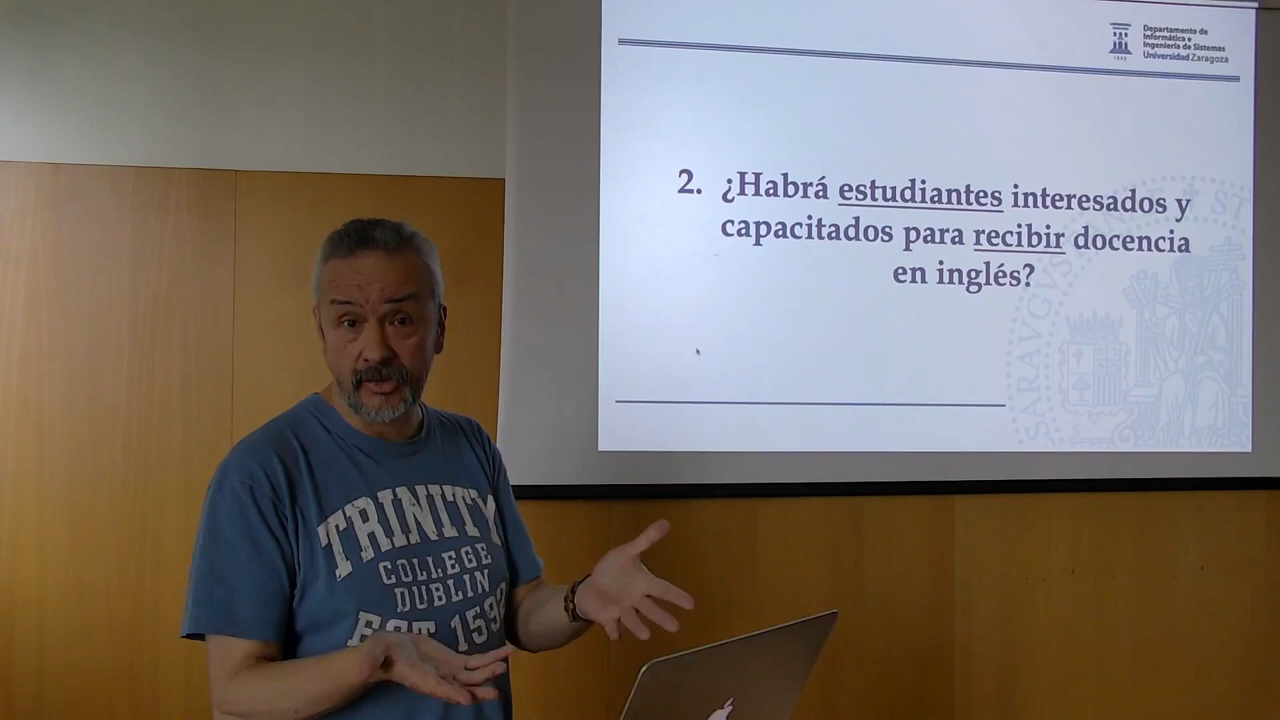 Departamento de
Informática e
Ingeniería de Sistemas
Universidad Zaragoza
1542
2. ¿Habrá estudiantes interesados y
capacitados para recibir docencia
en inglés?
TRINITY
COLLEGE
DUBLIN
EST 1592